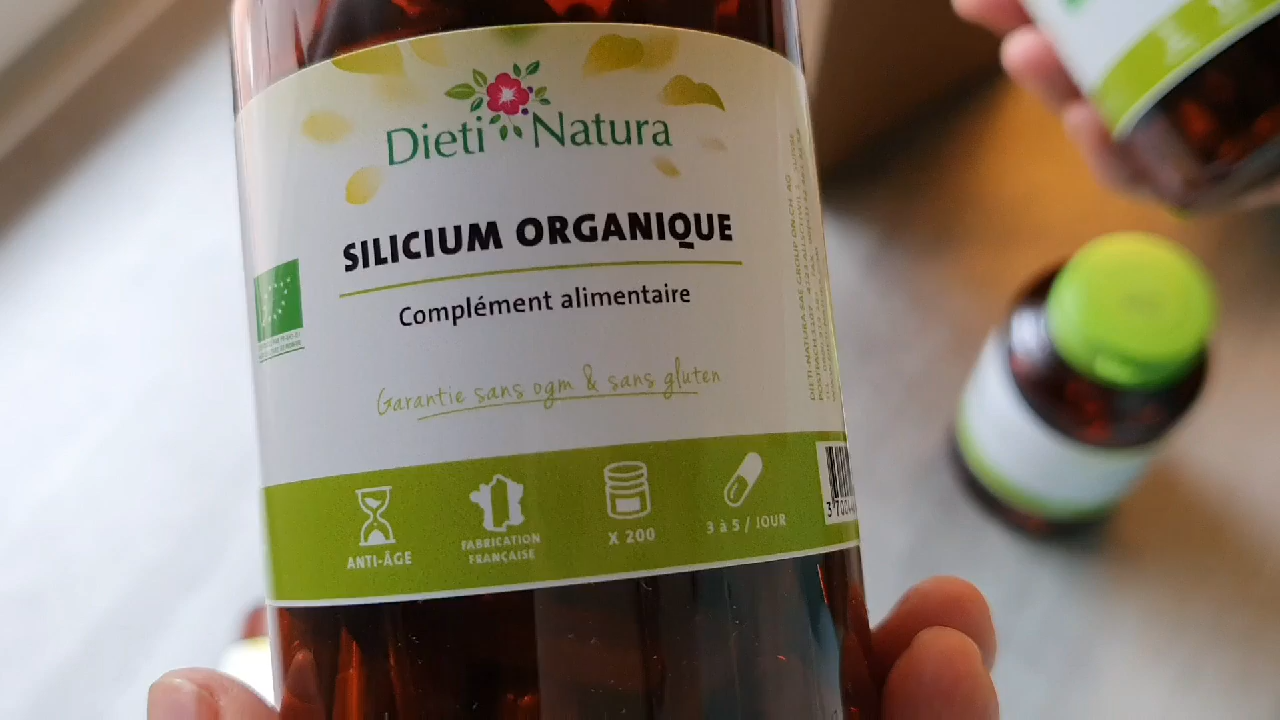 Dieti Natura
SILICIUM ORGANIQUE
Complément alimentaire
Garantie sans ogm & sans gluten
ANTI-ÂGE
FABRICATION
FRANÇAISE
X 200
3 à 5 / JOUR